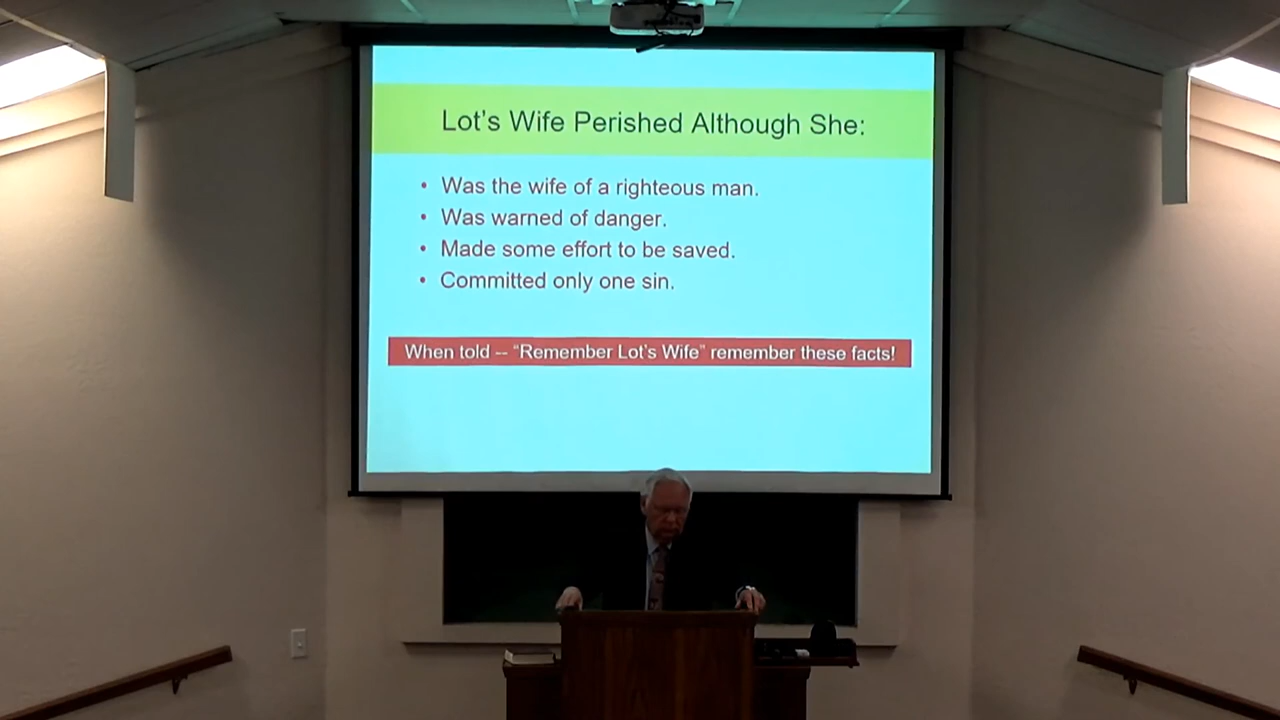 Lot's Wife Perished Although She:
• Was the wife of a righteous man.
• Was warned of danger.
• Made some effort to be saved.
• Committed only one sin.
When told -- “Remember Lot's Wife” remember these facts!